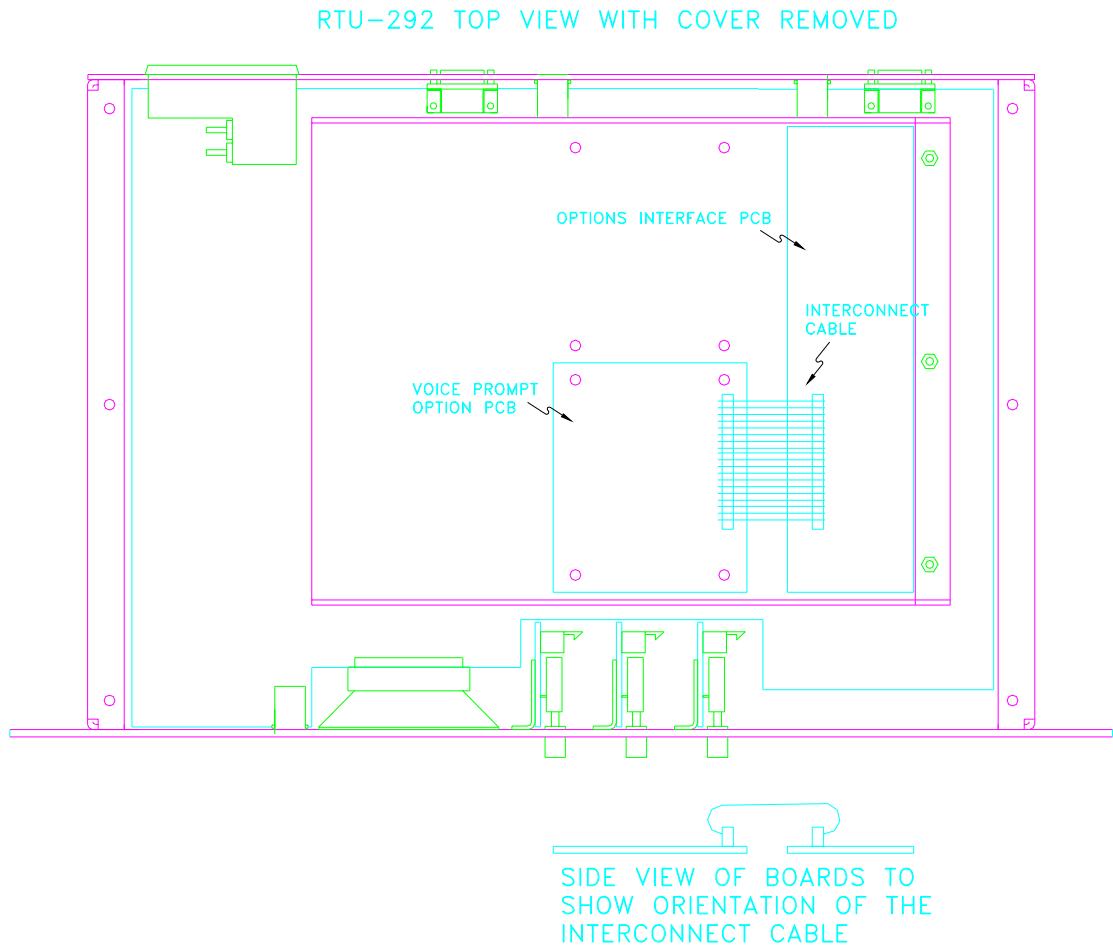 RTU-292 TOP VIEW WITH COVER REMOVED
OPTIONS INTERFACE PCB
INTERCONNECT
CABLE
VOICE PROMPT
OPTION PCB
SIDE VIEW OF BOARDS TO
SHOW ORIENTATION OF THE
INTERCONNECT CABLE